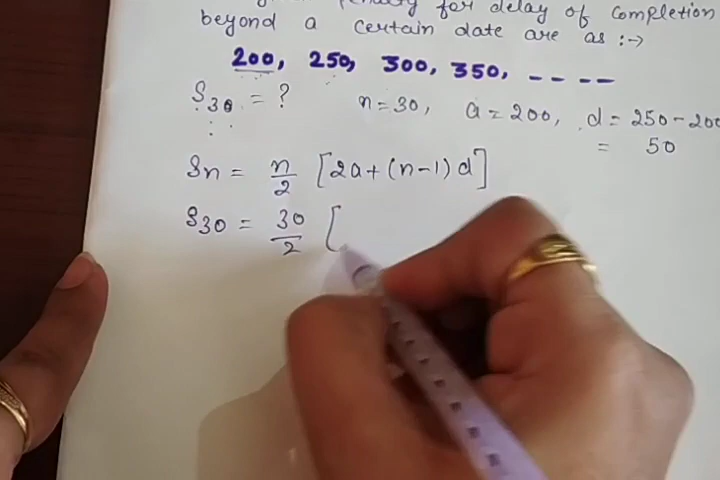 penalty for delay of completion
beyond a certain date are as :→
200, 250, 300, 350, - - - -
S30 = ? n = 30, a = 200, d = 250 - 200
: = 50
Sn = n/2 [2a + (n-1) d]
S30 = 30/2 [